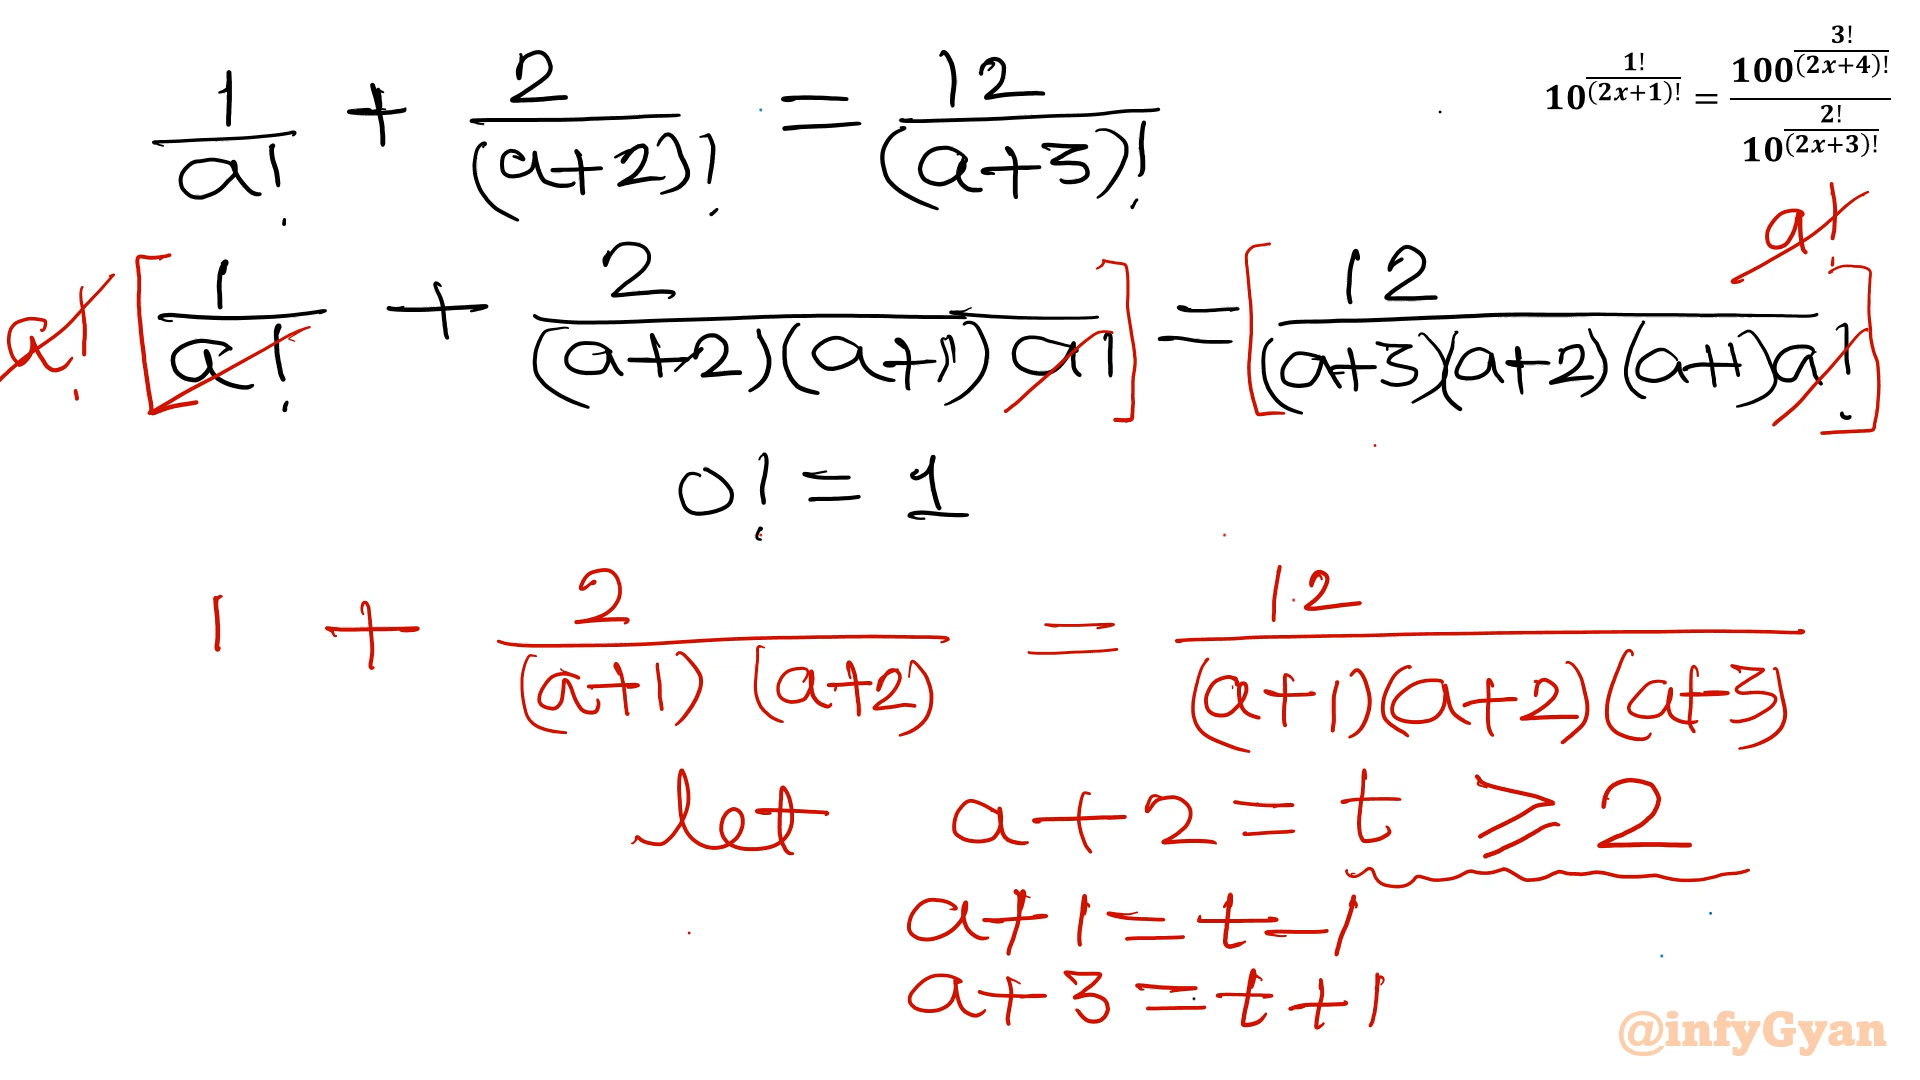 10^(1!/(2x+1)!) = 100^(3!/(2x+4)!) / 10^(2!/(2x+3)!)
1/a! + 2/(a+2)! = 12/(a+3)!
a! [1/a! + 2/((a+2)(a+1)a!)] = [12/((a+3)(a+2)(a+1)a!)] a!
0! = 1
1 + 2/((a+1)(a+2)) = 12/((a+1)(a+2)(a+3))
let a+2 = t ≥ 2
a+1 = t-1
a+3 = t+1
@infyGyan